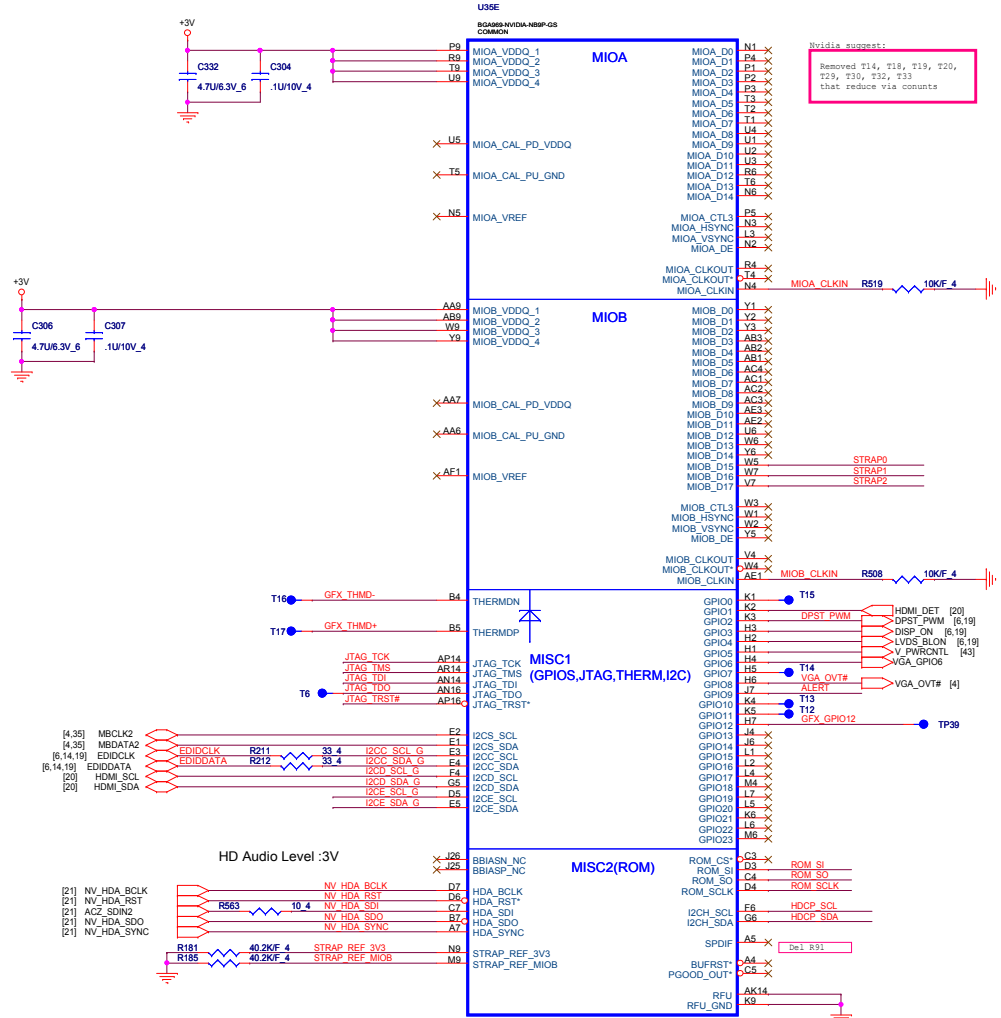 U35E
BGA969-NVIDIA-NB9P-GS
COMMON
+3V
C332
4.7U/6.3V_6
C304
.1U/10V_4
MIOA
Nvidia suggest:
Removed T14, T18, T19, T20,
T29, T30, T32, T33
that reduce via conunts
P9 MIOA_VDDQ_1
R9 MIOA_VDDQ_2
T9 MIOA_VDDQ_3
U9 MIOA_VDDQ_4
U5 MIOA_CAL_PD_VDDQ
T5 MIOA_CAL_PU_GND
N5 MIOA_VREF
MIOA_D0 N1
MIOA_D1 P4
MIOA_D2 P1
MIOA_D3 P2
MIOA_D4 P3
MIOA_D5 T3
MIOA_D6 T2
MIOA_D7 T1
MIOA_D8 U4
MIOA_D9 U1
MIOA_D10 U2
MIOA_D11 U3
MIOA_D12 R6
MIOA_D13 T6
MIOA_D14 N6
MIOA_CTL3 P5
MIOA_HSYNC N3
MIOA_VSYNC L3
MIOA_DE N2
MIOA_CLKOUT R4
MIOA_CLKOUT* T4
MIOA_CLKIN N4 MIOA_CLKIN R519 10K/F_4
+3V
C306
4.7U/6.3V_6
C307
.1U/10V_4
MIOB
AA9 MIOB_VDDQ_1
AB9 MIOB_VDDQ_2
W9 MIOB_VDDQ_3
Y9 MIOB_VDDQ_4
AA7 MIOB_CAL_PD_VDDQ
AA6 MIOB_CAL_PU_GND
AF1 MIOB_VREF
MIOB_D0 Y1
MIOB_D1 Y2
MIOB_D2 Y3
MIOB_D3 AB3
MIOB_D4 AB2
MIOB_D5 AB1
MIOB_D6 AC4
MIOB_D7 AC1
MIOB_D8 AC2
MIOB_D9 AC3
MIOB_D10 AE3
MIOB_D11 AE2
MIOB_D12 U6
MIOB_D13 W6
MIOB_D14 Y6
MIOB_D15 W5 STRAP0
MIOB_D16 W7 STRAP1
MIOB_D17 V7 STRAP2
MIOB_CTL3 W3
MIOB_HSYNC W1
MIOB_VSYNC W2
MIOB_DE Y5
MIOB_CLKOUT V4
MIOB_CLKOUT* W4
MIOB_CLKIN AE1 MIOB_CLKIN R508 10K/F_4
MISC1
(GPIOS,JTAG,THERM,I2C)
T16 GFX_THMD- B4 THERMDN
T17 GFX_THMD+ B5 THERMDP
JTAG_TCK AP14 JTAG_TCK
JTAG_TMS AR14 JTAG_TMS
JTAG_TDI AN14 JTAG_TDI
T6 JTAG_TDO AN16 JTAG_TDO
JTAG_TRST# AP16 JTAG_TRST*
[4,35] MBCLK2 E2 I2CS_SCL
[4,35] MBDATA2 E1 I2CS_SDA
[6,14,19] EDIDCLK EDIDCLK R211 33_4 I2CC_SCL_G E3 I2CC_SCL
[6,14,19] EDIDDATA EDIDDATA R212 33_4 I2CC_SDA_G E4 I2CC_SDA
[20] HDMI_SCL I2CD_SCL_G F4 I2CD_SCL
[20] HDMI_SDA I2CD_SDA_G G5 I2CD_SDA
I2CE_SCL_G D5 I2CE_SCL
I2CE_SDA_G E5 I2CE_SDA
GPIO0 K1 T15
GPIO1 K2 HDMI_DET [20]
GPIO2 K3 DPST_PWM DPST_PWM [6,19]
GPIO3 H3 DISP_ON [6,19]
GPIO4 H2 LVDS_BLON [6,19]
GPIO5 H1 V_PWRCNTL [43]
GPIO6 H4 VGA_GPIO6
GPIO7 H5 T14
GPIO8 H6 VGA_OVT# VGA_OVT# [4]
GPIO9 J7 ALERT
GPIO10 K4 T13
GPIO11 K5 T12
GPIO12 H7 GFX_GPIO12 TP39
GPIO13 J4
GPIO14 J6
GPIO15 L1
GPIO16 L2
GPIO17 L4
GPIO18 M4
GPIO19 L7
GPIO20 L5
GPIO21 K6
GPIO22 L6
GPIO23 M6
HD Audio Level :3V
MISC2(ROM)
J26 BBIASN_NC
J25 BBIASP_NC
[21] NV_HDA_BCLK NV_HDA_BCLK D7 HDA_BCLK
[21] NV_HDA_RST NV_HDA_RST D6 HDA_RST*
[21] ACZ_SDIN2 R563 10_4 NV_HDA_SDI C7 HDA_SDI
[21] NV_HDA_SDO NV_HDA_SDO B7 HDA_SDO
[21] NV_HDA_SYNC NV_HDA_SYNC A7 HDA_SYNC
R181 40.2K/F_4 STRAP_REF_3V3 N9 STRAP_REF_3V3
R185 40.2K/F_4 STRAP_REF_MIOB M9 STRAP_REF_MIOB
ROM_CS* C3
ROM_SI D3 ROM_SI
ROM_SO C4 ROM_SO
ROM_SCLK D4 ROM_SCLK
I2CH_SCL F6 HDCP_SCL
I2CH_SDA G6 HDCP_SDA
SPDIF A5
Del R91
BUFRST* A4
PGOOD_OUT* C5
RFU AK14
RFU_GND K9